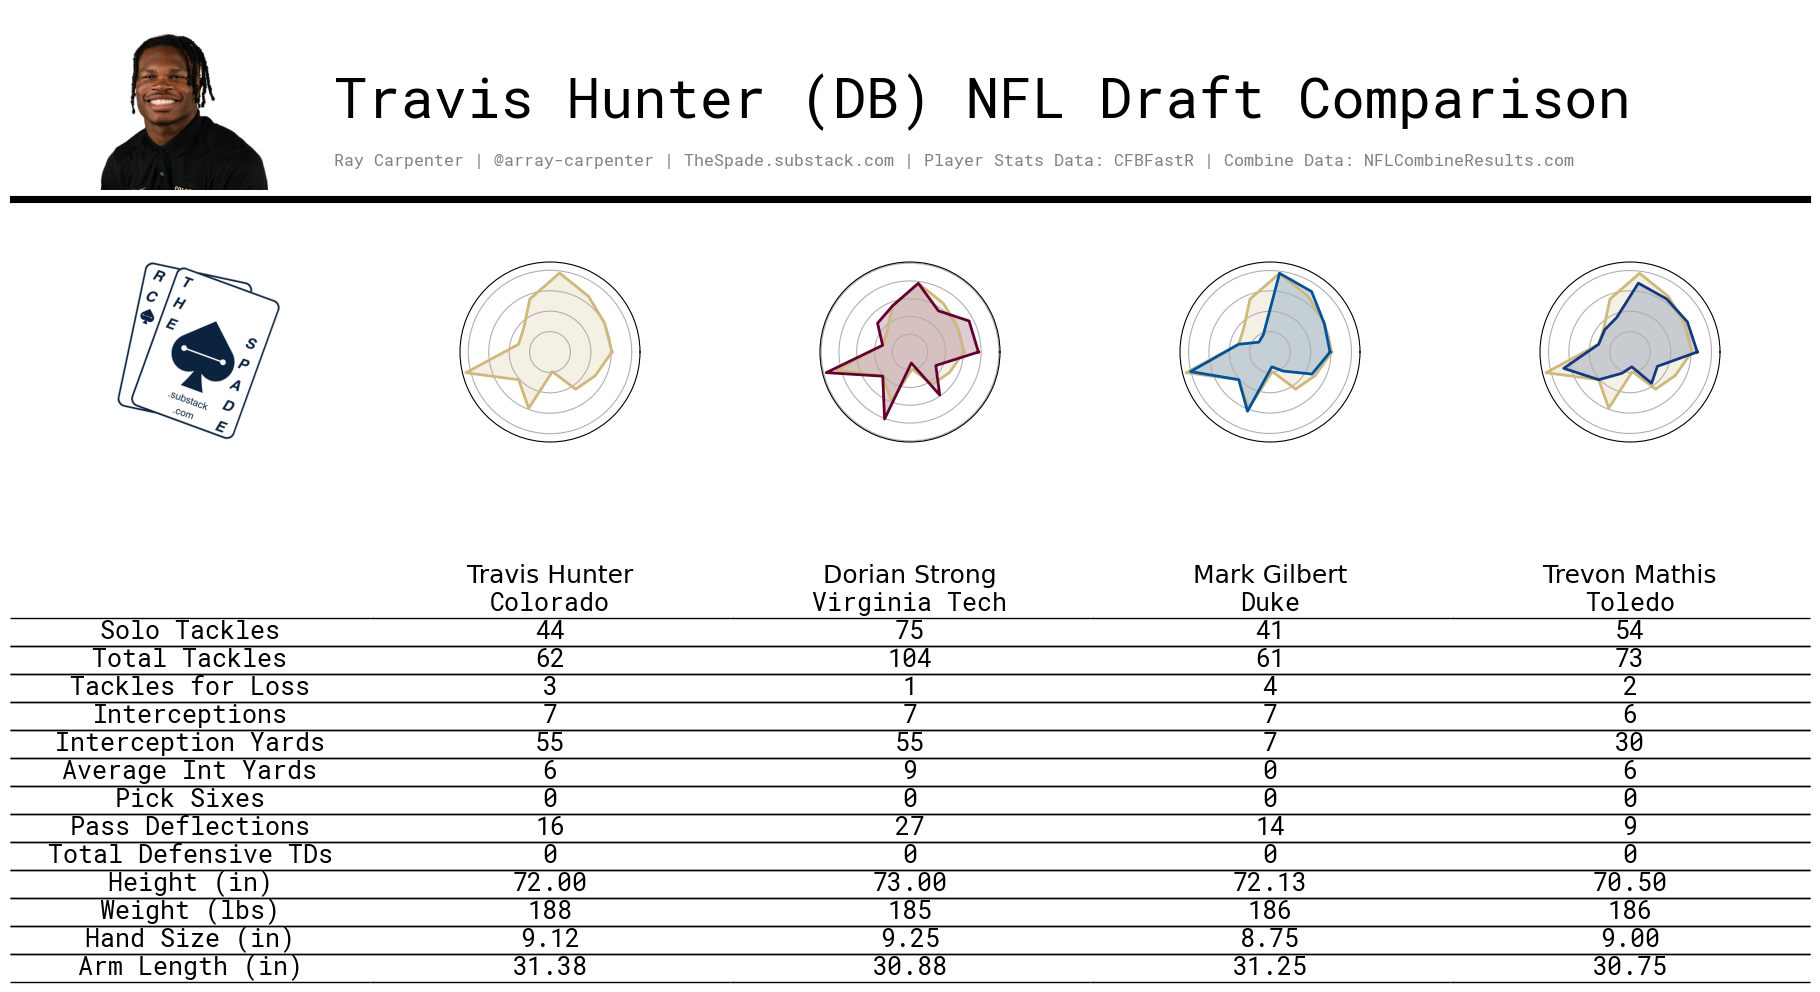 Travis Hunter (DB) NFL Draft Comparison
Ray Carpenter | @array-carpenter | TheSpade.substack.com | Player Stats Data: CFBFastR | Combine Data: NFLCombineResults.com
R C
THE SPADE
.substack
.com
Travis Hunter Dorian Strong Mark Gilbert Trevon Mathis
Colorado Virginia Tech Duke Toledo
Solo Tackles 44 75 41 54
Total Tackles 62 104 61 73
Tackles for Loss 3 1 4 2
Interceptions 7 7 7 6
Interception Yards 55 55 7 30
Average Int Yards 6 9 0 6
Pick Sixes 0 0 0 0
Pass Deflections 16 27 14 9
Total Defensive TDs 0 0 0 0
Height (in) 72.00 73.00 72.13 70.50
Weight (lbs) 188 185 186 186
Hand Size (in) 9.12 9.25 8.75 9.00
Arm Length (in) 31.38 30.88 31.25 30.75